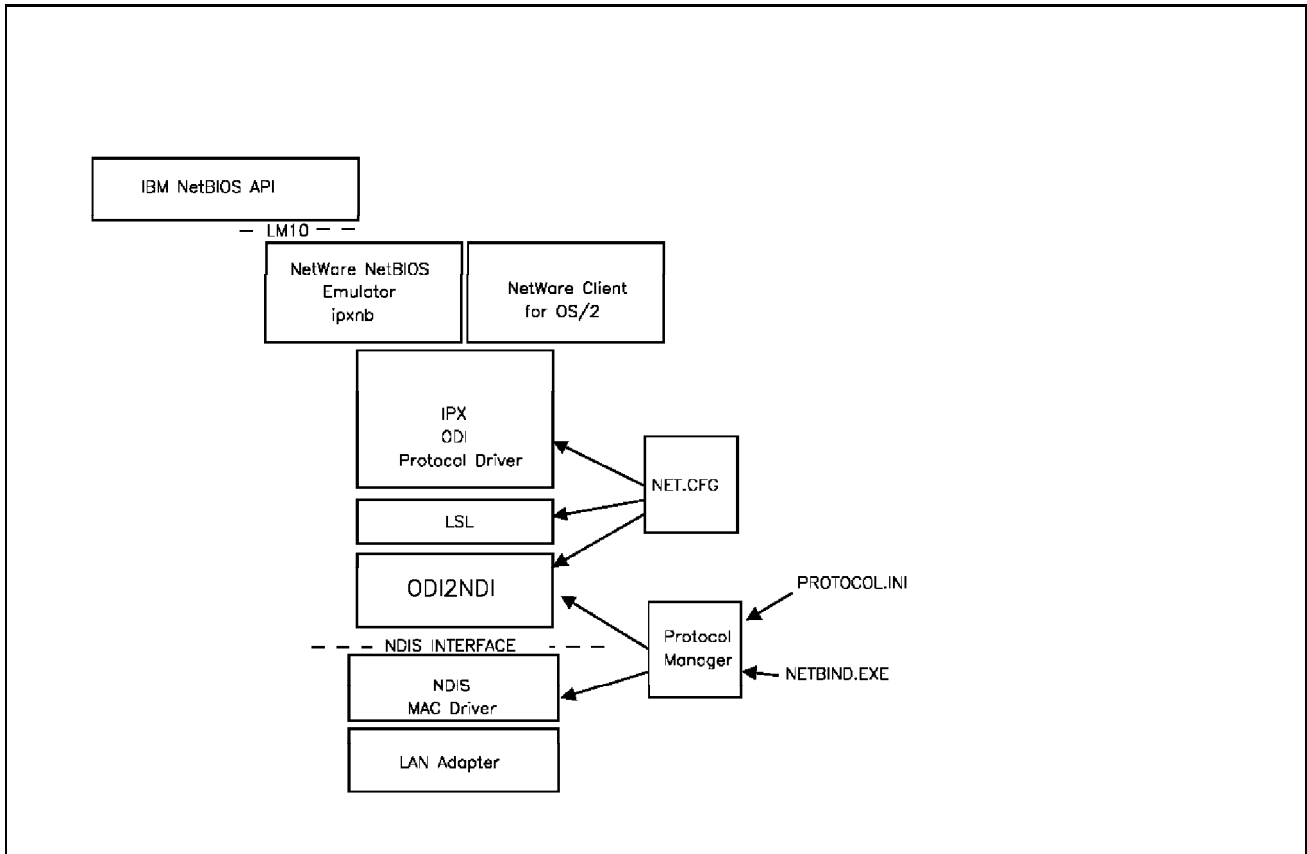 IBM NetBIOS API
LM10
NetWare NetBIOS
Emulator
ipxnb
NetWare Client
for OS/2
IPX
ODI
Protocol Driver
NET.CFG
LSL
ODI2NDI
PROTOCOL.INI
Protocol
Manager
NETBIND.EXE
NDIS INTERFACE
NDIS
MAC Driver
LAN Adapter